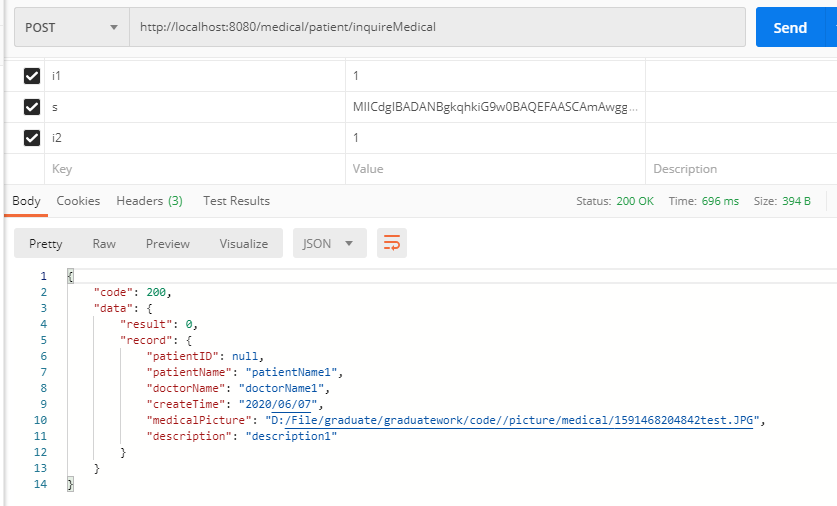 POST http://localhost:8080/medical/patient/inquireMedical Send
i1 1
s MIICdgIBADANBgkqhkiG9w0BAQEFAASCAmAwgg...
i2 1
Key Value Description
Body Cookies Headers (3) Test Results Status: 200 OK Time: 696 ms Size: 394 B
Pretty Raw Preview Visualize JSON
1 {
2 "code": 200,
3 "data": {
4 "result": 0,
5 "record": {
6 "patientID": null,
7 "patientName": "patientName1",
8 "doctorName": "doctorName1",
9 "createTime": "2020/06/07",
10 "medicalPicture": "D:/File/graduate/graduatework/code//picture/medical/1591468204842test.JPG",
11 "description": "description1"
12 }
13 }
14 }